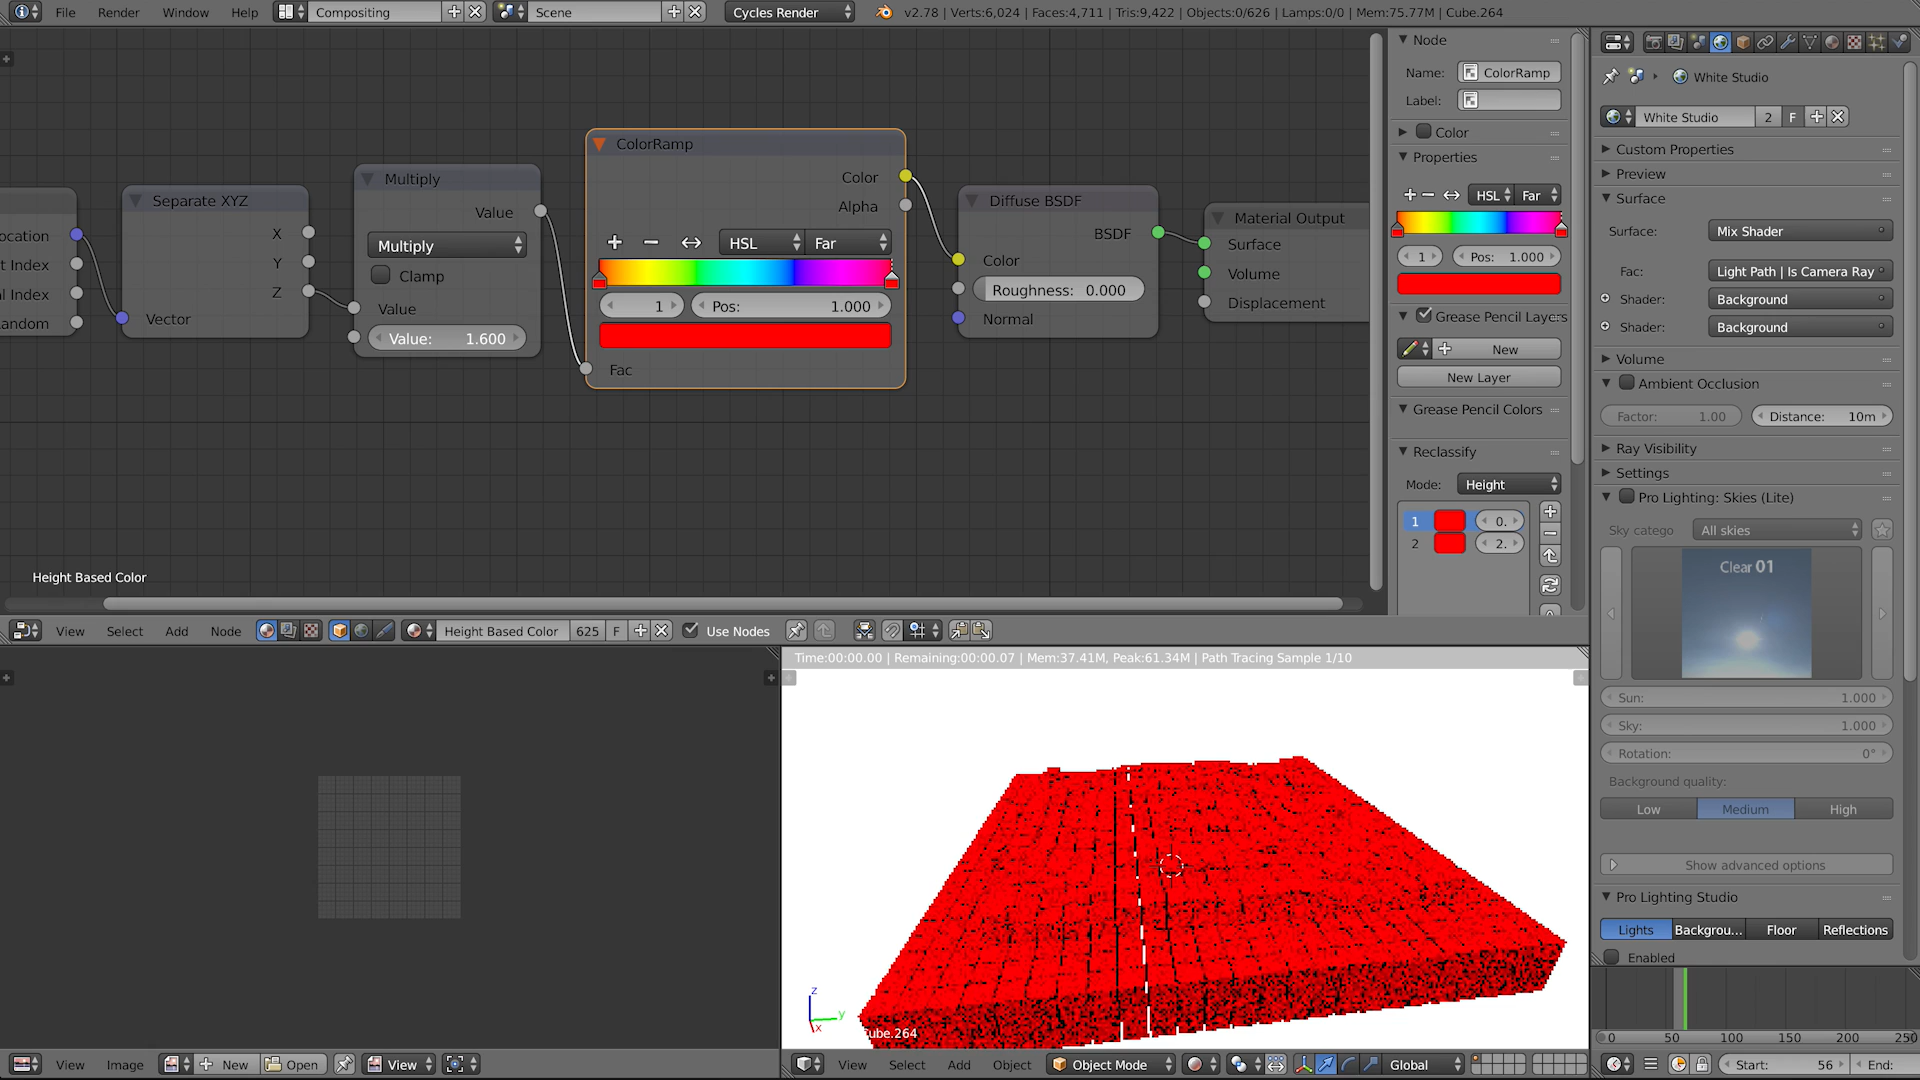 File Render Window Help Compositing Scene Cycles Render v2.78 | Verts:6,024 | Faces:4,711 | Tris:9,422 | Objects:0/626 | Lamps:0/0 | Mem:75.77M | Cube.264
ocation
t Index
al Index
andom
Separate XYZ
X
Y
Z
Vector
Multiply
Value
Multiply
Clamp
Value
Value: 1.600
ColorRamp
Color
Alpha
HSL Far
1 Pos: 1.000
Fac
Diffuse BSDF
BSDF
Color
Roughness: 0.000
Normal
Material Output
Surface
Volume
Displacement
Height Based Color
Node
Name: ColorRamp
Label:
Color
Properties
HSL Far
1 Pos: 1.000
Grease Pencil Layers
New
New Layer
Grease Pencil Colors
Reclassify
Mode: Height
1 0.
2 2.
White Studio
White Studio 2 F
Custom Properties
Preview
Surface
Surface: Mix Shader
Fac: Light Path | Is Camera Ray
Shader: Background
Shader: Background
Volume
Ambient Occlusion
Factor: 1.00 Distance: 10m
Ray Visibility
Settings
Pro Lighting: Skies (Lite)
Sky catego All skies
Clear 01
Sun: 1.000
Sky: 1.000
Rotation: 0°
Background quality:
Low Medium High
Show advanced options
Pro Lighting Studio
Lights Backgrou... Floor Reflections
Enabled
0 50 100 150 200 250
Start: 56 End:
View Select Add Node Height Based Color 625 F Use Nodes
Time:00:00.00 | Remaining:00:00.07 | Mem:37.41M, Peak:61.34M | Path Tracing Sample 1/10
z
y
x
ube.264
View Image New Open View
View Select Add Object Object Mode Global